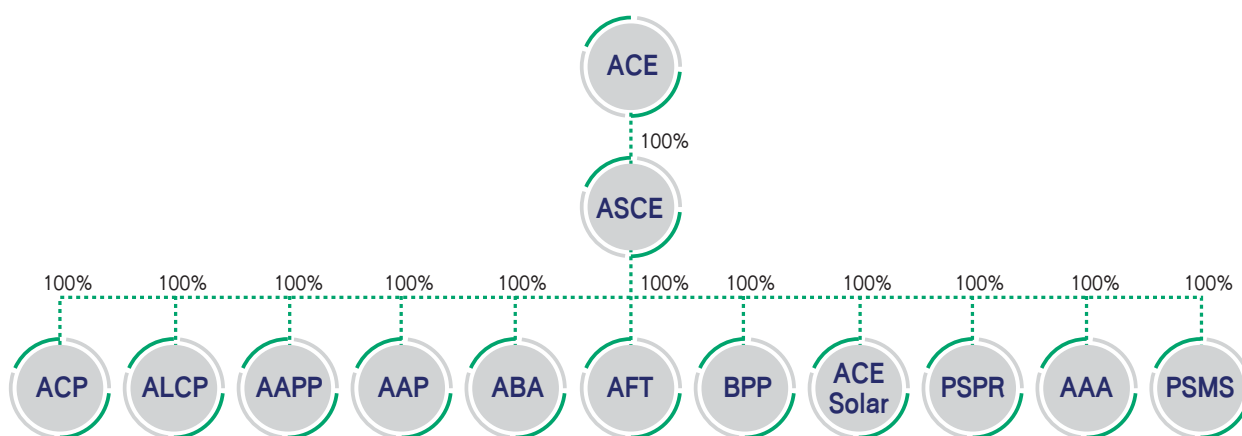 ACE
100%
ASCE
100% 100% 100% 100% 100% 100% 100% 100% 100% 100% 100%
ACP ALCP AAPP AAP ABA AFT BPP ACE PSPR AAA PSMS
Solar